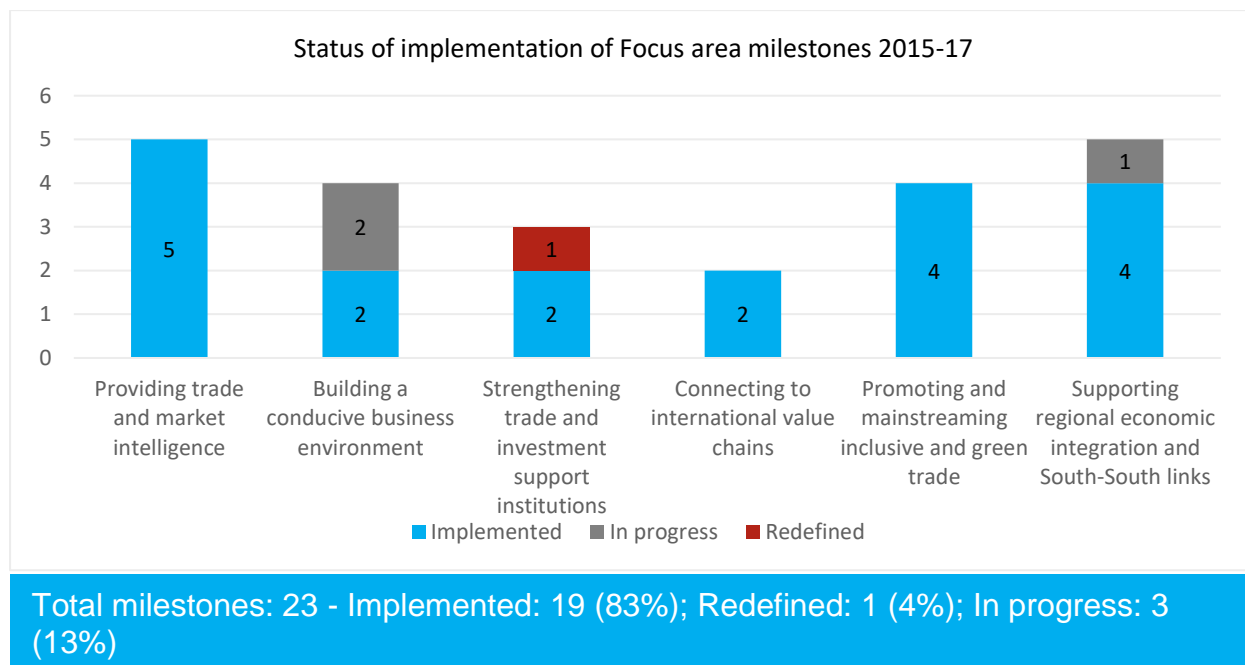 Status of implementation of Focus area milestones 2015-17
6
5
4
3
2
1
0
5
2
2
1
2
2
4
1
4
Providing trade
and market
intelligence
Building a
conducive business
environment
Strengthening
trade and
investment
support
institutions
Connecting to
international value
chains
Promoting and
mainstreaming
inclusive and green
trade
Supporting
regional economic
integration and
South-South links
Implemented In progress Redefined
Total milestones: 23 - Implemented: 19 (83%); Redefined: 1 (4%); In progress: 3
(13%)